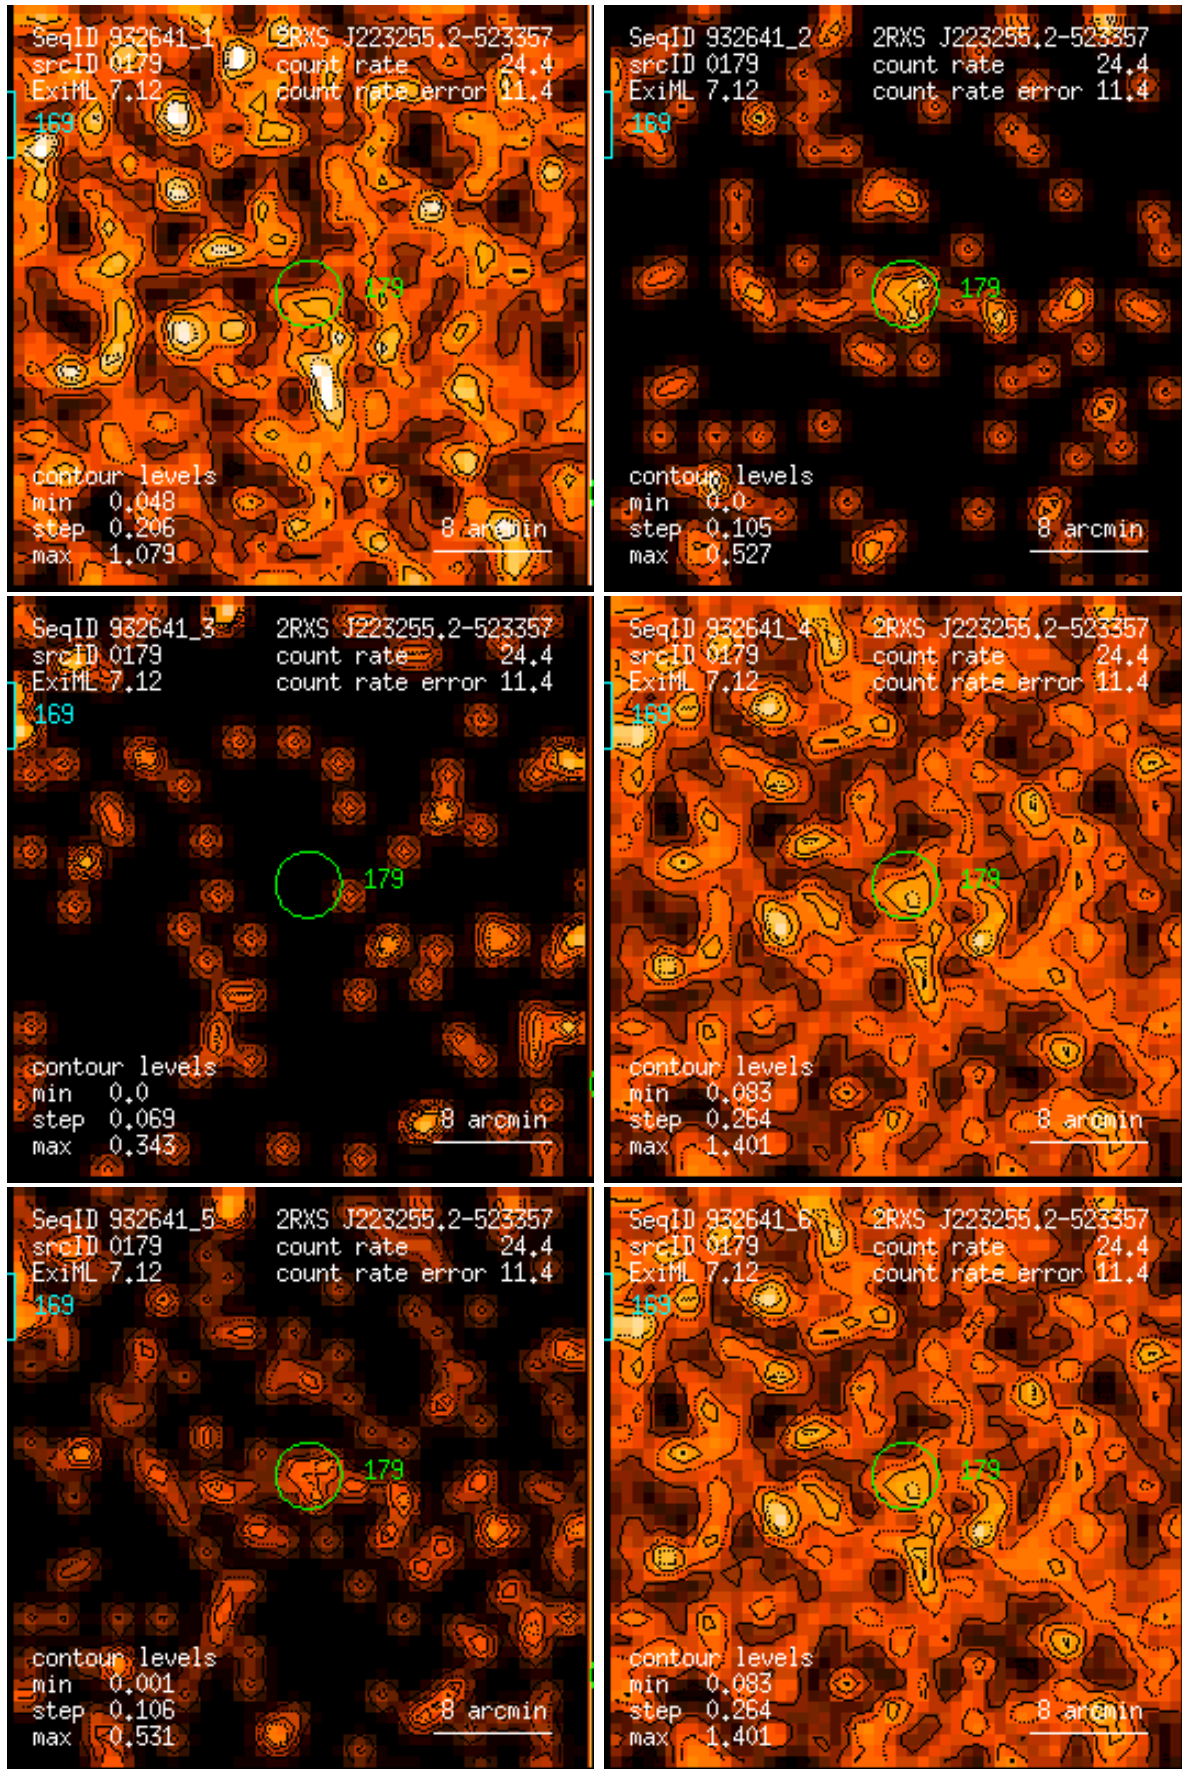 SeqID 932641_1 2RXS J223255.2-523357
srcID 0179 count rate 24.4
ExiML 7.12 count rate error 11.4
169
179
contour levels
min 0.048
step 0.206 8 arcmin
max 1.079
SeqID 932641_2 2RXS J223255.2-523357
srcID 0179 count rate 24.4
ExiML 7.12 count rate error 11.4
169
179
contour levels
min 0.0
step 0.105 8 arcmin
max 0.527
SeqID 932641_3 2RXS J223255.2-523357
srcID 0179 count rate 24.4
ExiML 7.12 count rate error 11.4
169
179
contour levels
min 0.0
step 0.069 8 arcmin
max 0.343
SeqID 932641_4 2RXS J223255.2-523357
srcID 0179 count rate 24.4
ExiML 7.12 count rate error 11.4
169
179
contour levels
min 0.083
step 0.264 8 arcmin
max 1.401
SeqID 932641_5 2RXS J223255.2-523357
srcID 0179 count rate 24.4
ExiML 7.12 count rate error 11.4
169
179
contour levels
min 0.001
step 0.106 8 arcmin
max 0.531
SeqID 932641_6 2RXS J223255.2-523357
srcID 0179 count rate 24.4
ExiML 7.12 count rate error 11.4
169
179
contour levels
min 0.083
step 0.264 8 arcmin
max 1.401